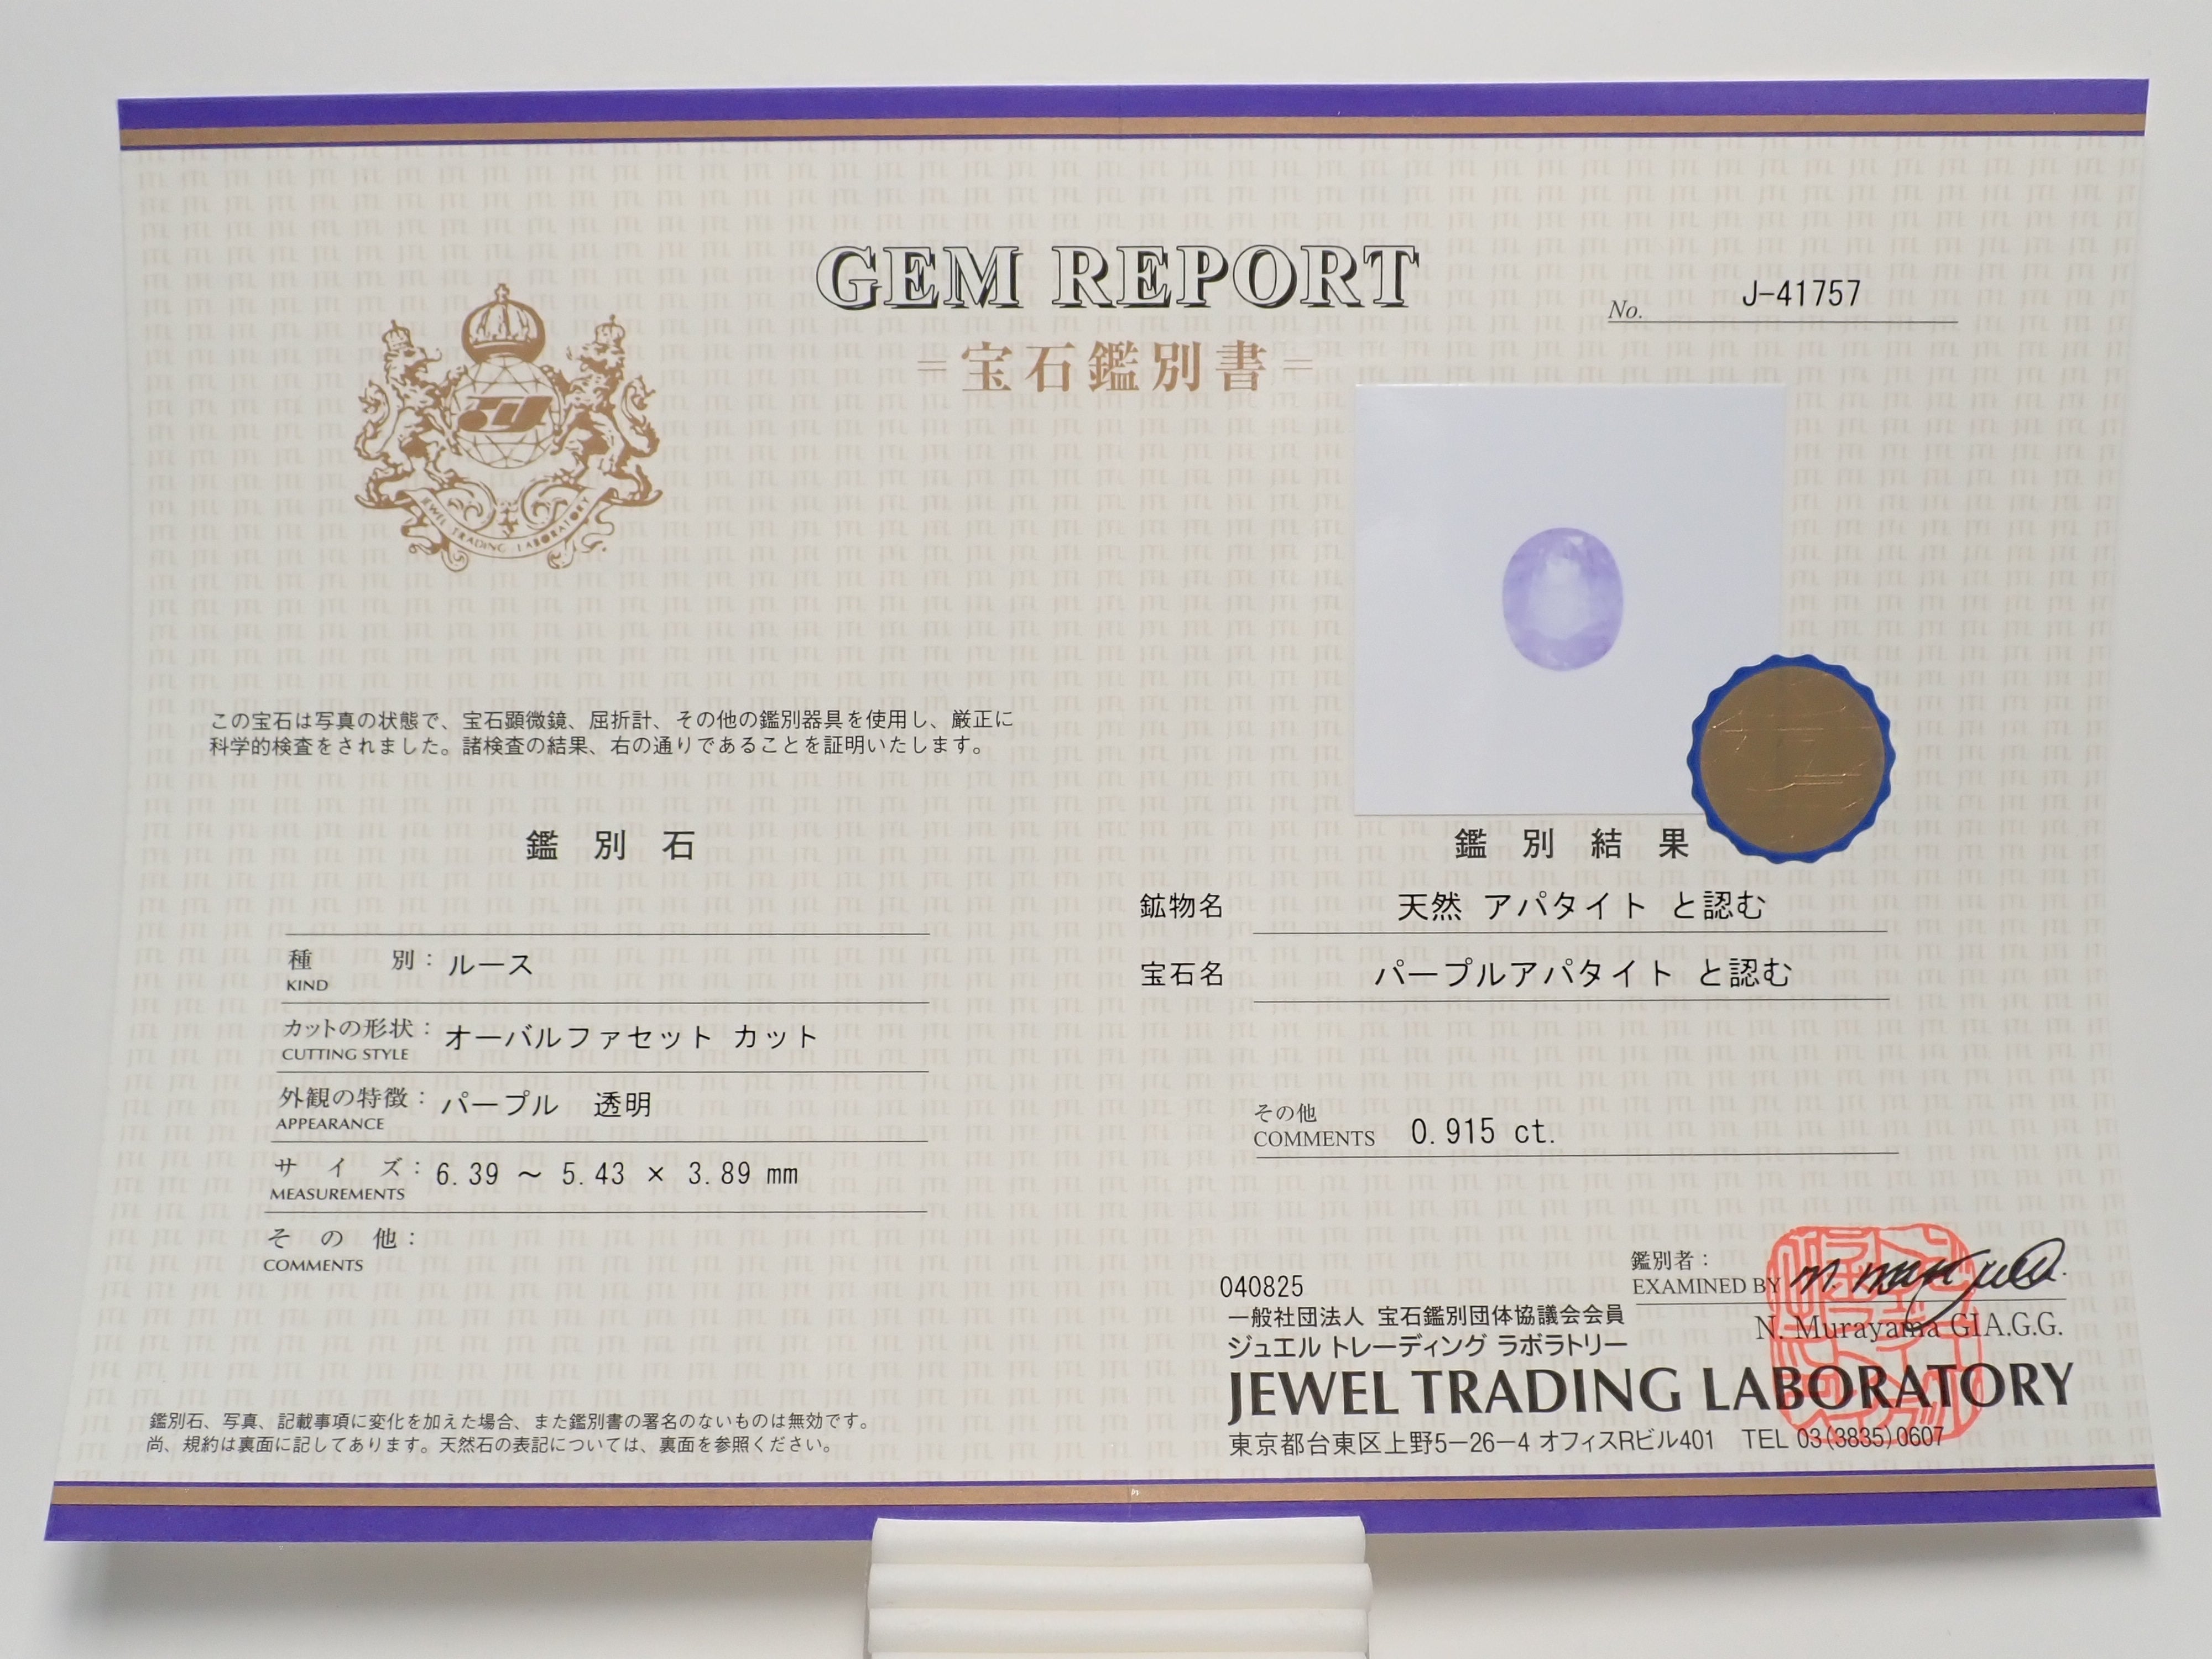 GEM REPORT
No. J-41757
=宝石鑑別書=
JEWEL TRADING LABORATORY
この宝石は写真の状態で、宝石顕微鏡、屈折計、その他の鑑別器具を使用し、厳正に
科学的検査をされました。諸検査の結果、右の通りであることを証明いたします。
鑑別石
種別：ルース
KIND
カットの形状：オーバルファセット カット
CUTTING STYLE
外観の特徴：パープル 透明
APPEARANCE
サイズ：6.39 ～ 5.43 × 3.89 mm
MEASUREMENTS
その他：
COMMENTS
鑑別石、写真、記載事項に変化を加えた場合、また鑑別書の署名のないものは無効です。
尚、規約は裏面に記してあります。天然石の表記については、裏面を参照ください。
鑑別結果
鉱物名 天然 アパタイト と認む
宝石名 パープルアパタイト と認む
その他
COMMENTS 0.915 ct.
鑑別者：
EXAMINED BY
N. Murayama GIA.G.G.
040825
一般社団法人 宝石鑑別団体協議会会員
ジュエル トレーディング ラボラトリー
JEWEL TRADING LABORATORY
東京都台東区上野5－26－4 オフィスRビル401 TEL 03(3835)0607